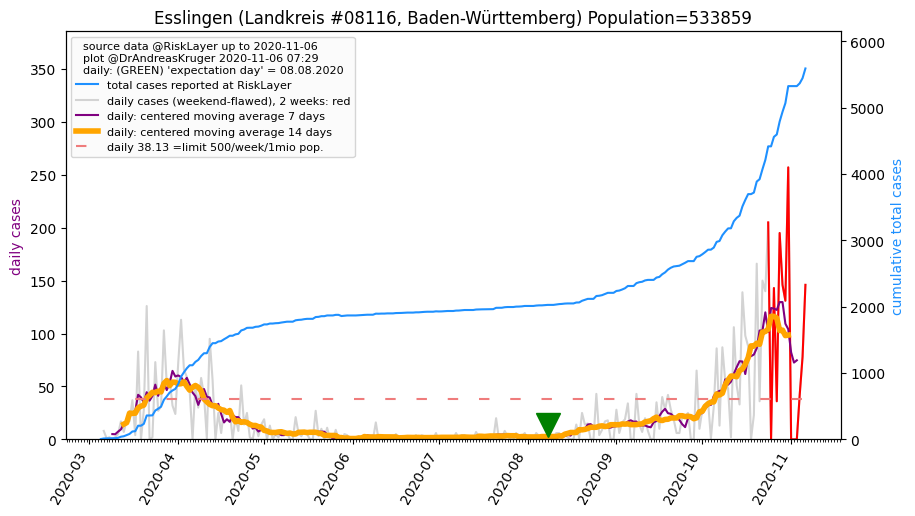 Esslingen (Landkreis #08116, Baden-Württemberg) Population=533859
source data @RiskLayer up to 2020-11-06
plot @DrAndreasKruger 2020-11-06 07:29
daily: (GREEN) 'expectation day' = 08.08.2020
total cases reported at RiskLayer
daily cases (weekend-flawed), 2 weeks: red
daily: centered moving average 7 days
daily: centered moving average 14 days
daily 38.13 =limit 500/week/1mio pop.
daily cases
350
300
250
200
150
100
50
0
6000
5000
4000
3000
2000
1000
0
cumulative total cases
2020-03
2020-04
2020-05
2020-06
2020-07
2020-08
2020-09
2020-10
2020-11